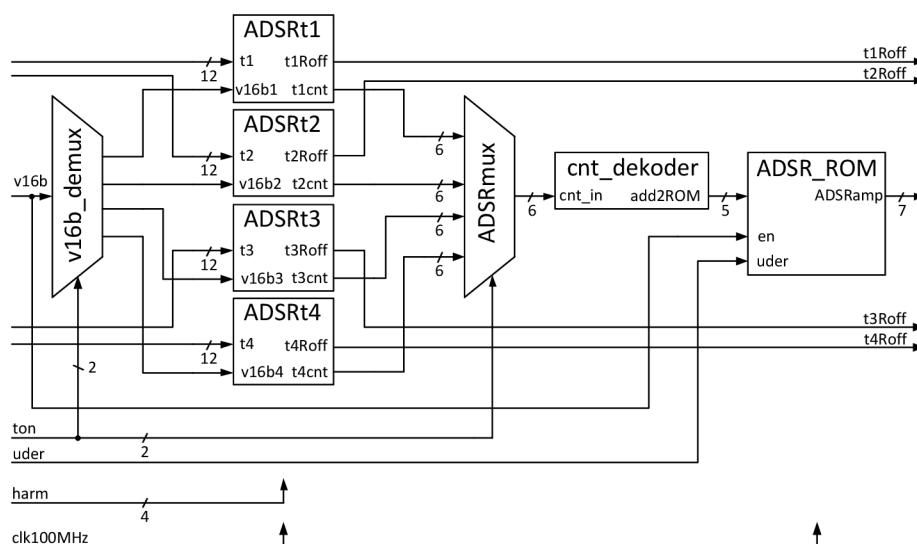 ADSRt1
t1 t1Roff
12
v16b1 t1cnt
t1Roff
t2Roff
ADSRt2
t2 t2Roff
12
v16b2 t2cnt
v16b
v16b_demux
ADSRt3
t3 t3Roff
12
v16b3 t3cnt
ADSRt4
t4 t4Roff
12
v16b4 t4cnt
2
6
6
6
6
ADSRmux
6
cnt_dekoder
cnt_in add2ROM
5
ADSR_ROM
ADSRamp
7
en
uder
t3Roff
t4Roff
ton
2
uder
harm
4
clk100MHz